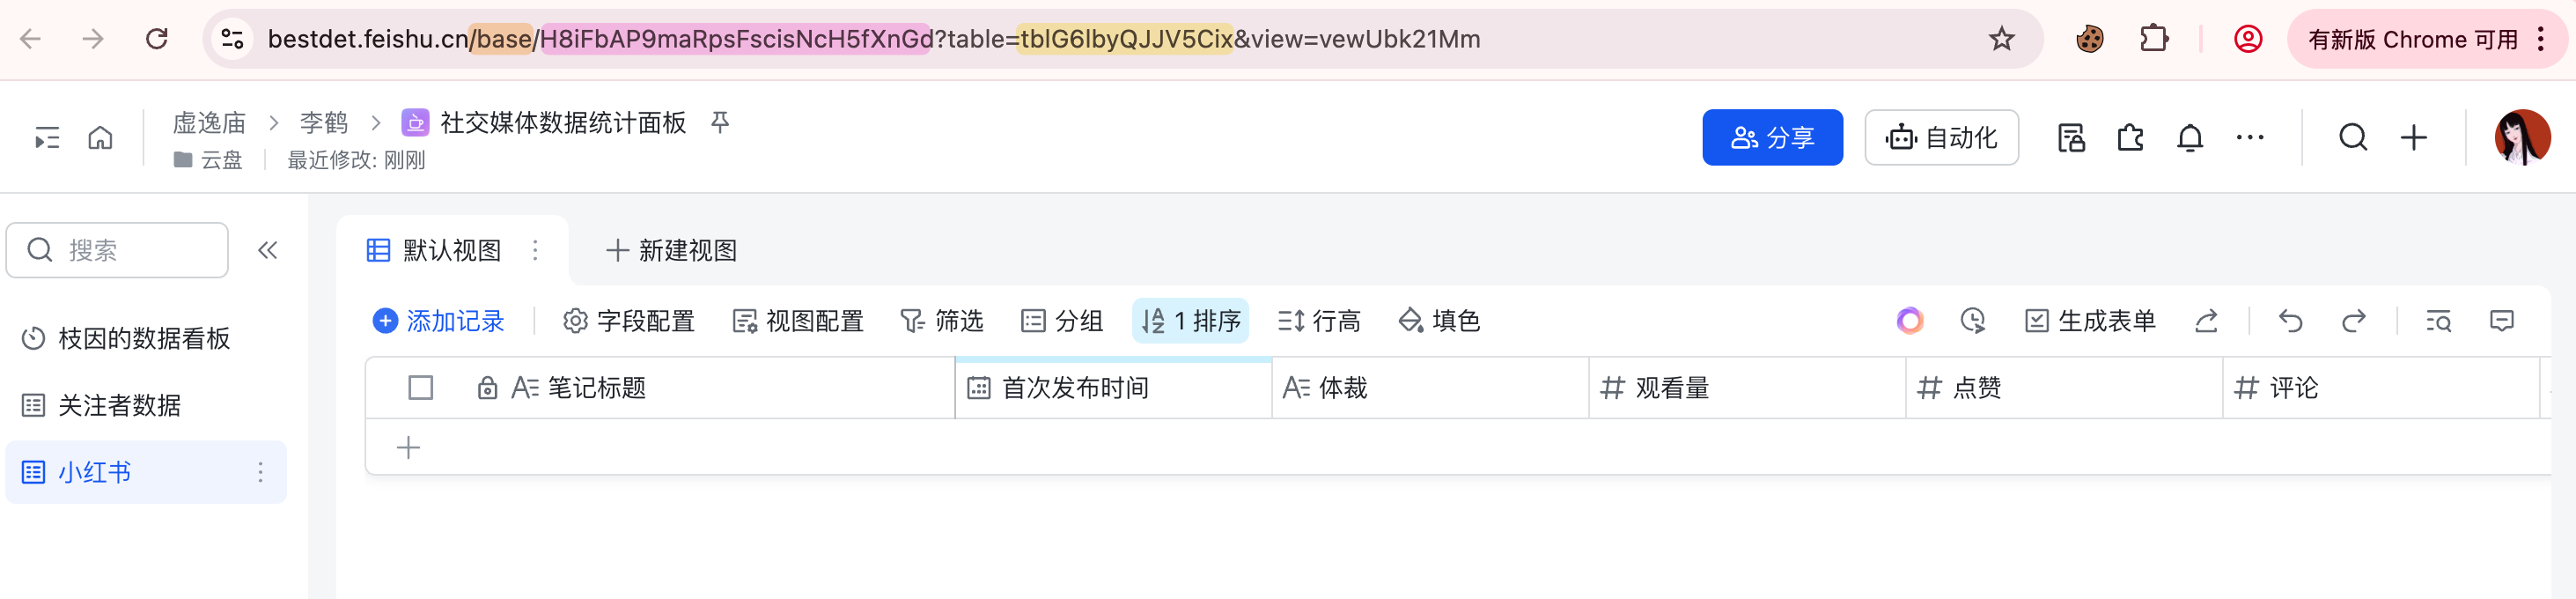 bestdet.feishu.cn/base/H8iFbAP9maRpsFscisNcH5fXnGd?table=tblG6lbyQJJV5Cix&view=vewUbk21Mm
有新版 Chrome 可用
虚逸庙 > 李鹤 > 社交媒体数据统计面板
云盘 | 最近修改: 刚刚
分享
自动化
搜索
枝因的数据看板
关注者数据
小红书
默认视图
新建视图
添加记录 字段配置 视图配置 筛选 分组 1 排序 行高 填色 生成表单
笔记标题 首次发布时间 体裁 观看量 点赞 评论